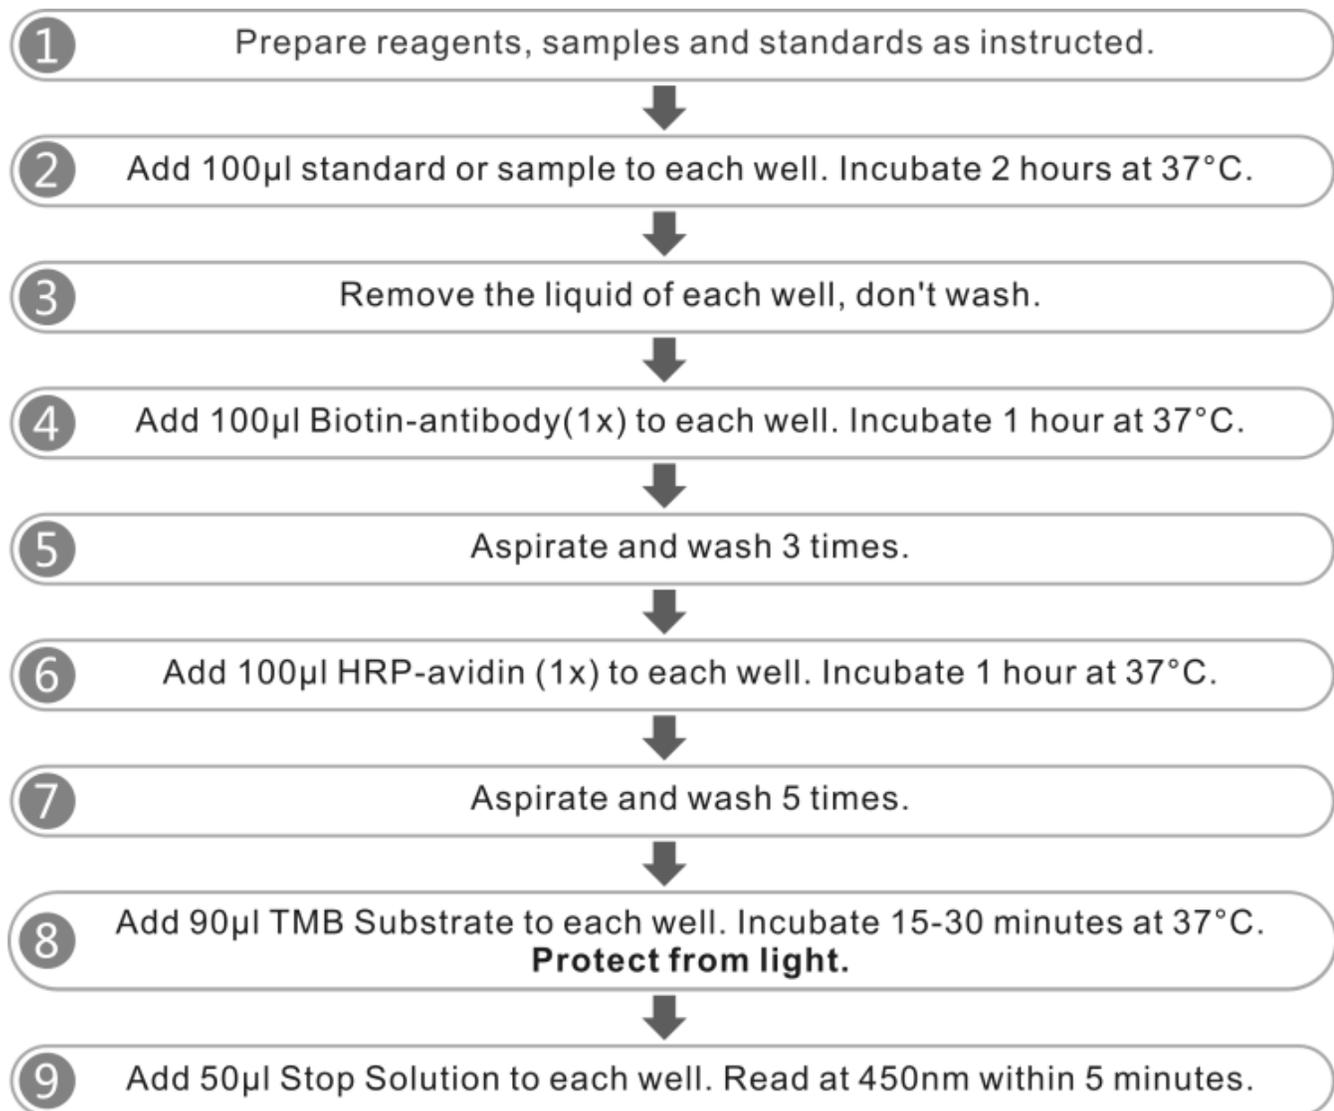 1 Prepare reagents, samples and standards as instructed.
2 Add 100µl standard or sample to each well. Incubate 2 hours at 37°C.
3 Remove the liquid of each well, don't wash.
4 Add 100µl Biotin-antibody(1x) to each well. Incubate 1 hour at 37°C.
5 Aspirate and wash 3 times.
6 Add 100µl HRP-avidin (1x) to each well. Incubate 1 hour at 37°C.
7 Aspirate and wash 5 times.
8 Add 90µl TMB Substrate to each well. Incubate 15-30 minutes at 37°C.
Protect from light.
9 Add 50µl Stop Solution to each well. Read at 450nm within 5 minutes.